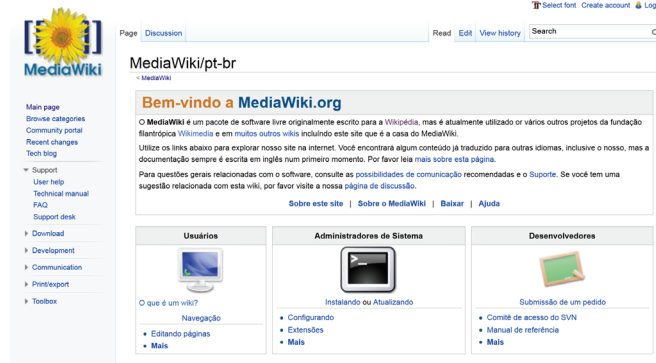 Select font Create account Log
Page Discussion Read Edit View history Search
MediaWiki
MediaWiki/pt-br
< MediaWiki
Main page
Browse categories
Community portal
Recent changes
Tech blog
Support
User help
Technical manual
FAQ
Support desk
Download
Development
Communication
Print/export
Toolbox
Bem-vindo a MediaWiki.org
O MediaWiki é um pacote de software livre originalmente escrito para a Wikipédia, mas é atualmente utilizado or vários outros projetos da fundação
filantrópica Wikimedia e em muitos outros wikis incluíndo este site que é a casa do MediaWiki.
Utilize os links abaixo para explorar nosso site na internet. Você encontrará algum conteúdo já traduzido para outras idiomas, inclusive o nosso, mas a
documentação sempre é escrita em inglês num primeiro momento. Por favor leia mais sobre esta página.
Para questões gerais relacionadas com o software, consulte as possibilidades de comunicação recomendadas e o Suporte. Se você tem uma
sugestão relacionada com esta wiki, por favor visite a nossa página de discussão.
Sobre este site | Sobre o MediaWiki | Baixar | Ajuda
Usuários
O que é um wiki?
Navegação
Editando páginas
Mais
Administradores de Sistema
>_
Instalando ou Atualizando
Configurando
Extensões
Mais
Desenvolvedores
Submissão de um pedido
Comitê de acesso do SVN
Manual de referência
Mais